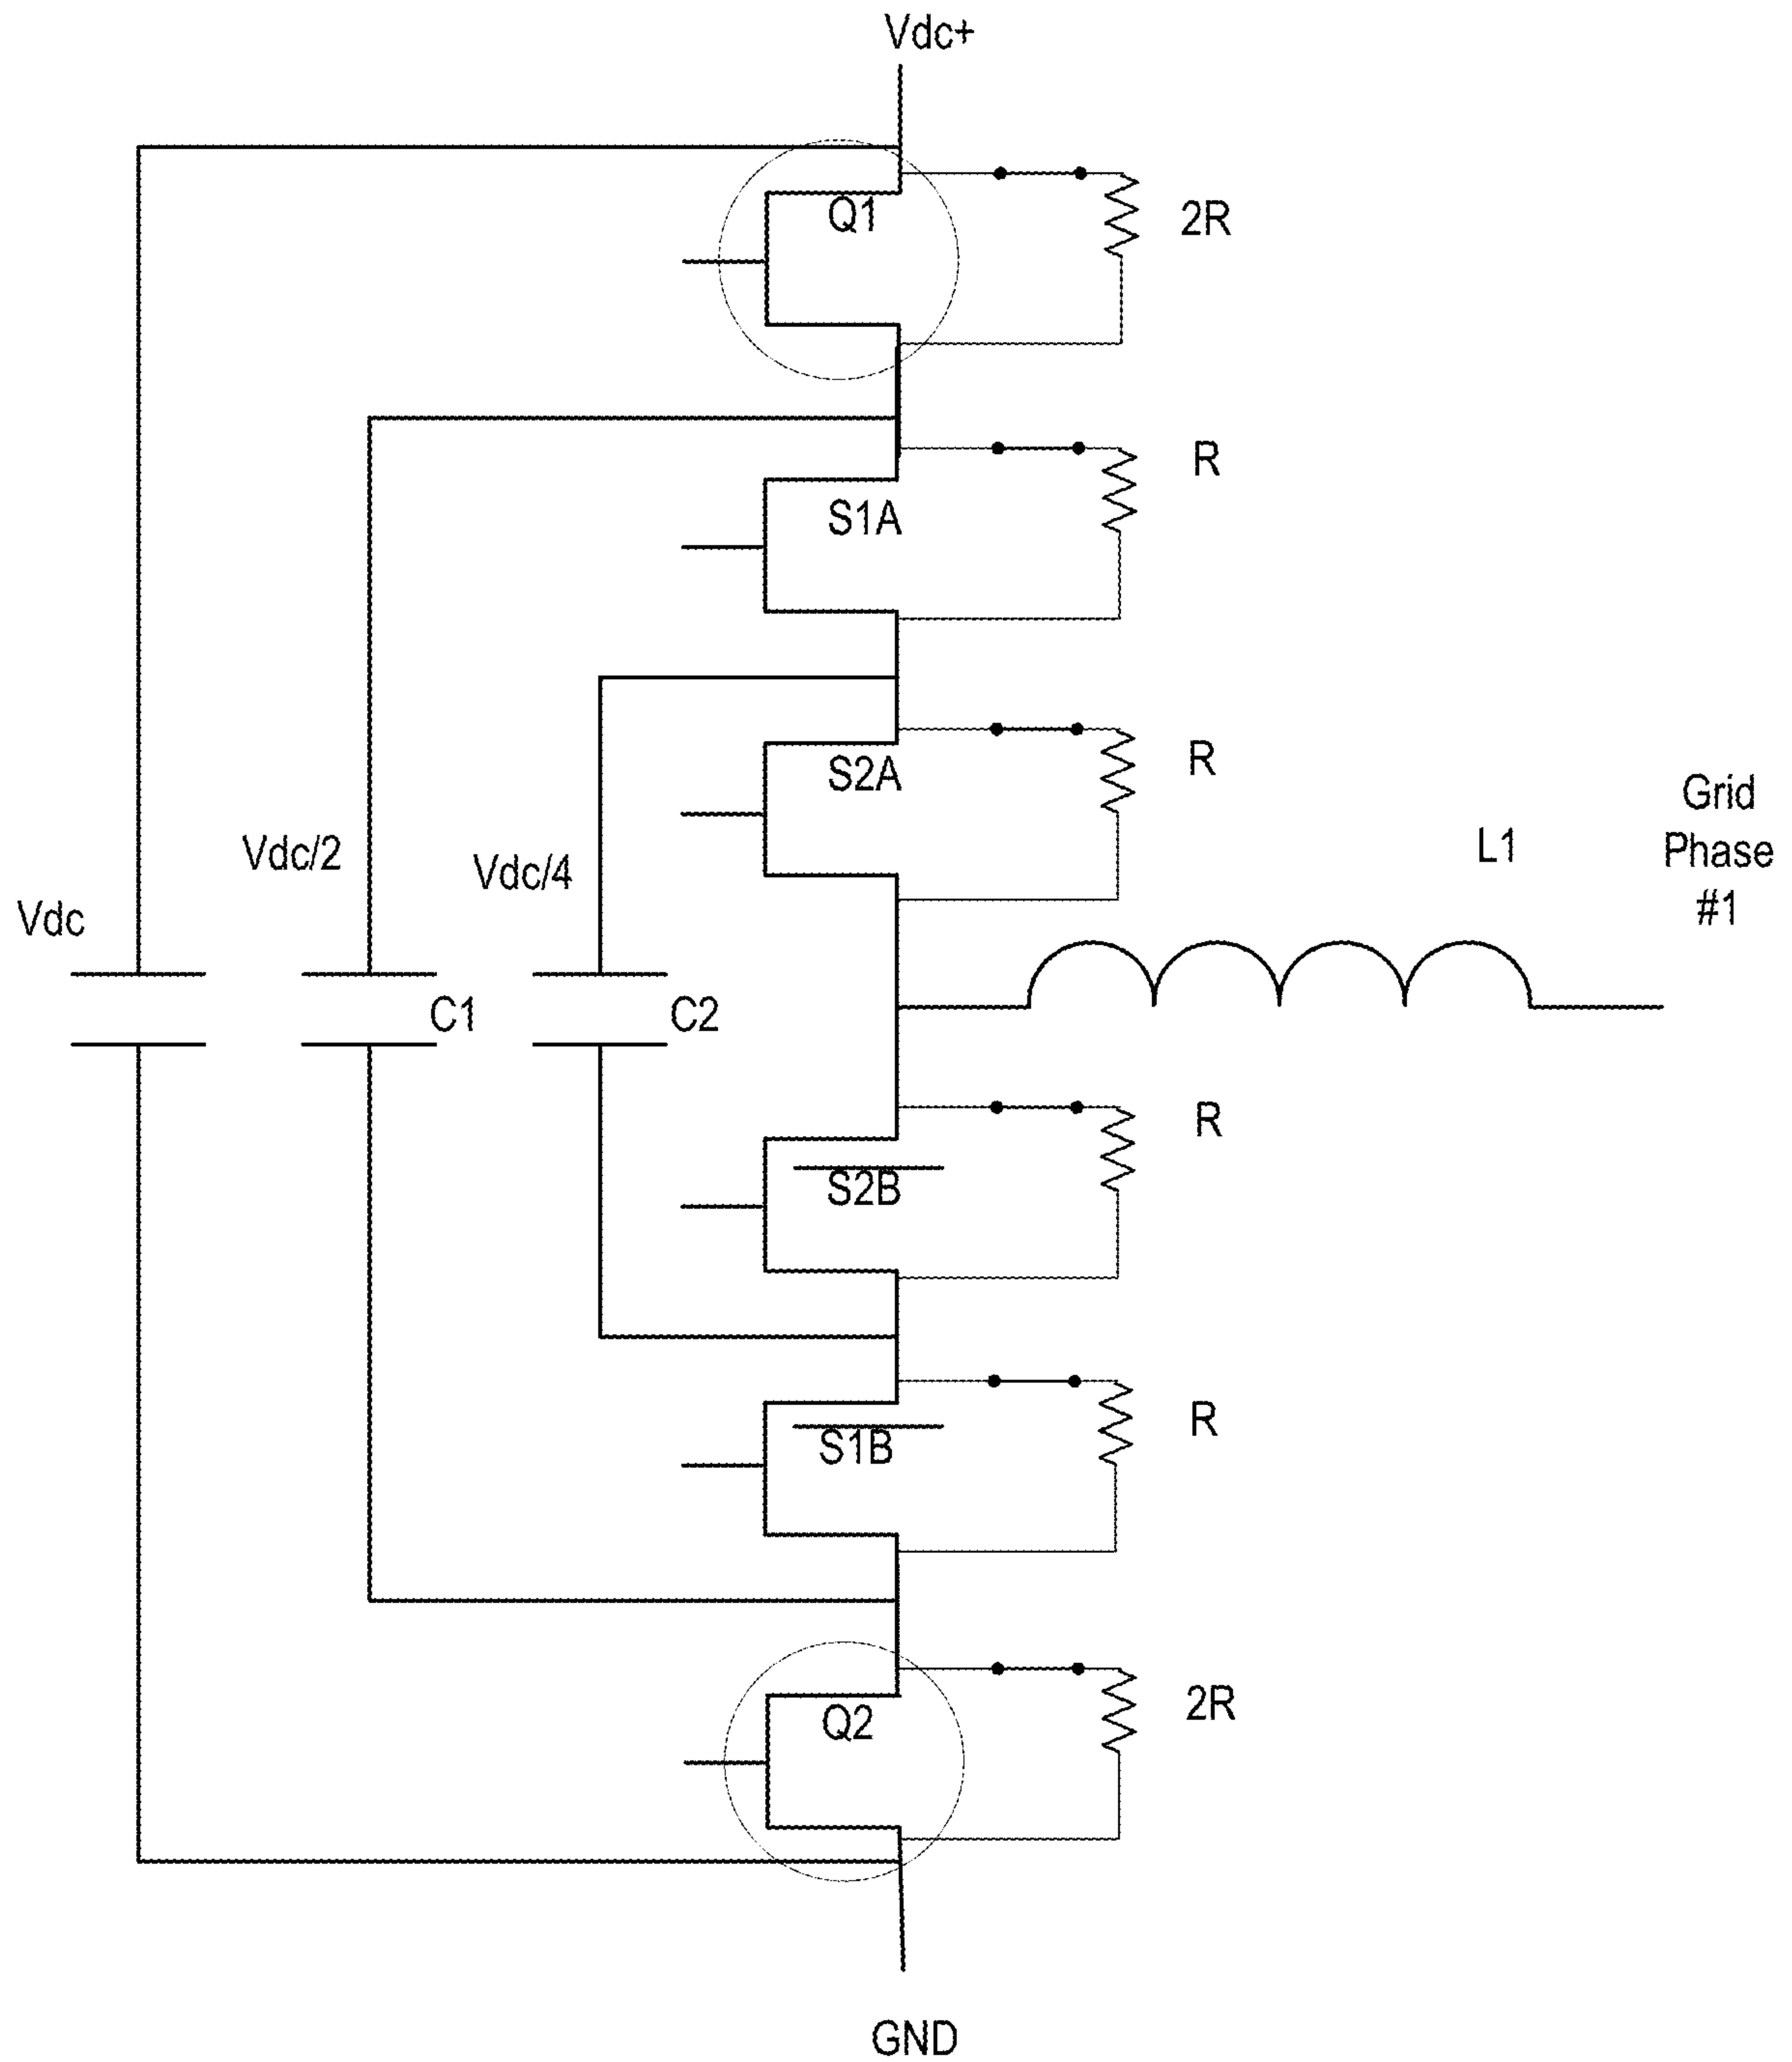 Vdc+
Q1
2R
R
S1A
S2A
R
Grid
Phase
#1
L1
Vdc/2
Vdc/4
Vdc
C1
C2
R
S2B
R
S1B
Q2
2R
GND